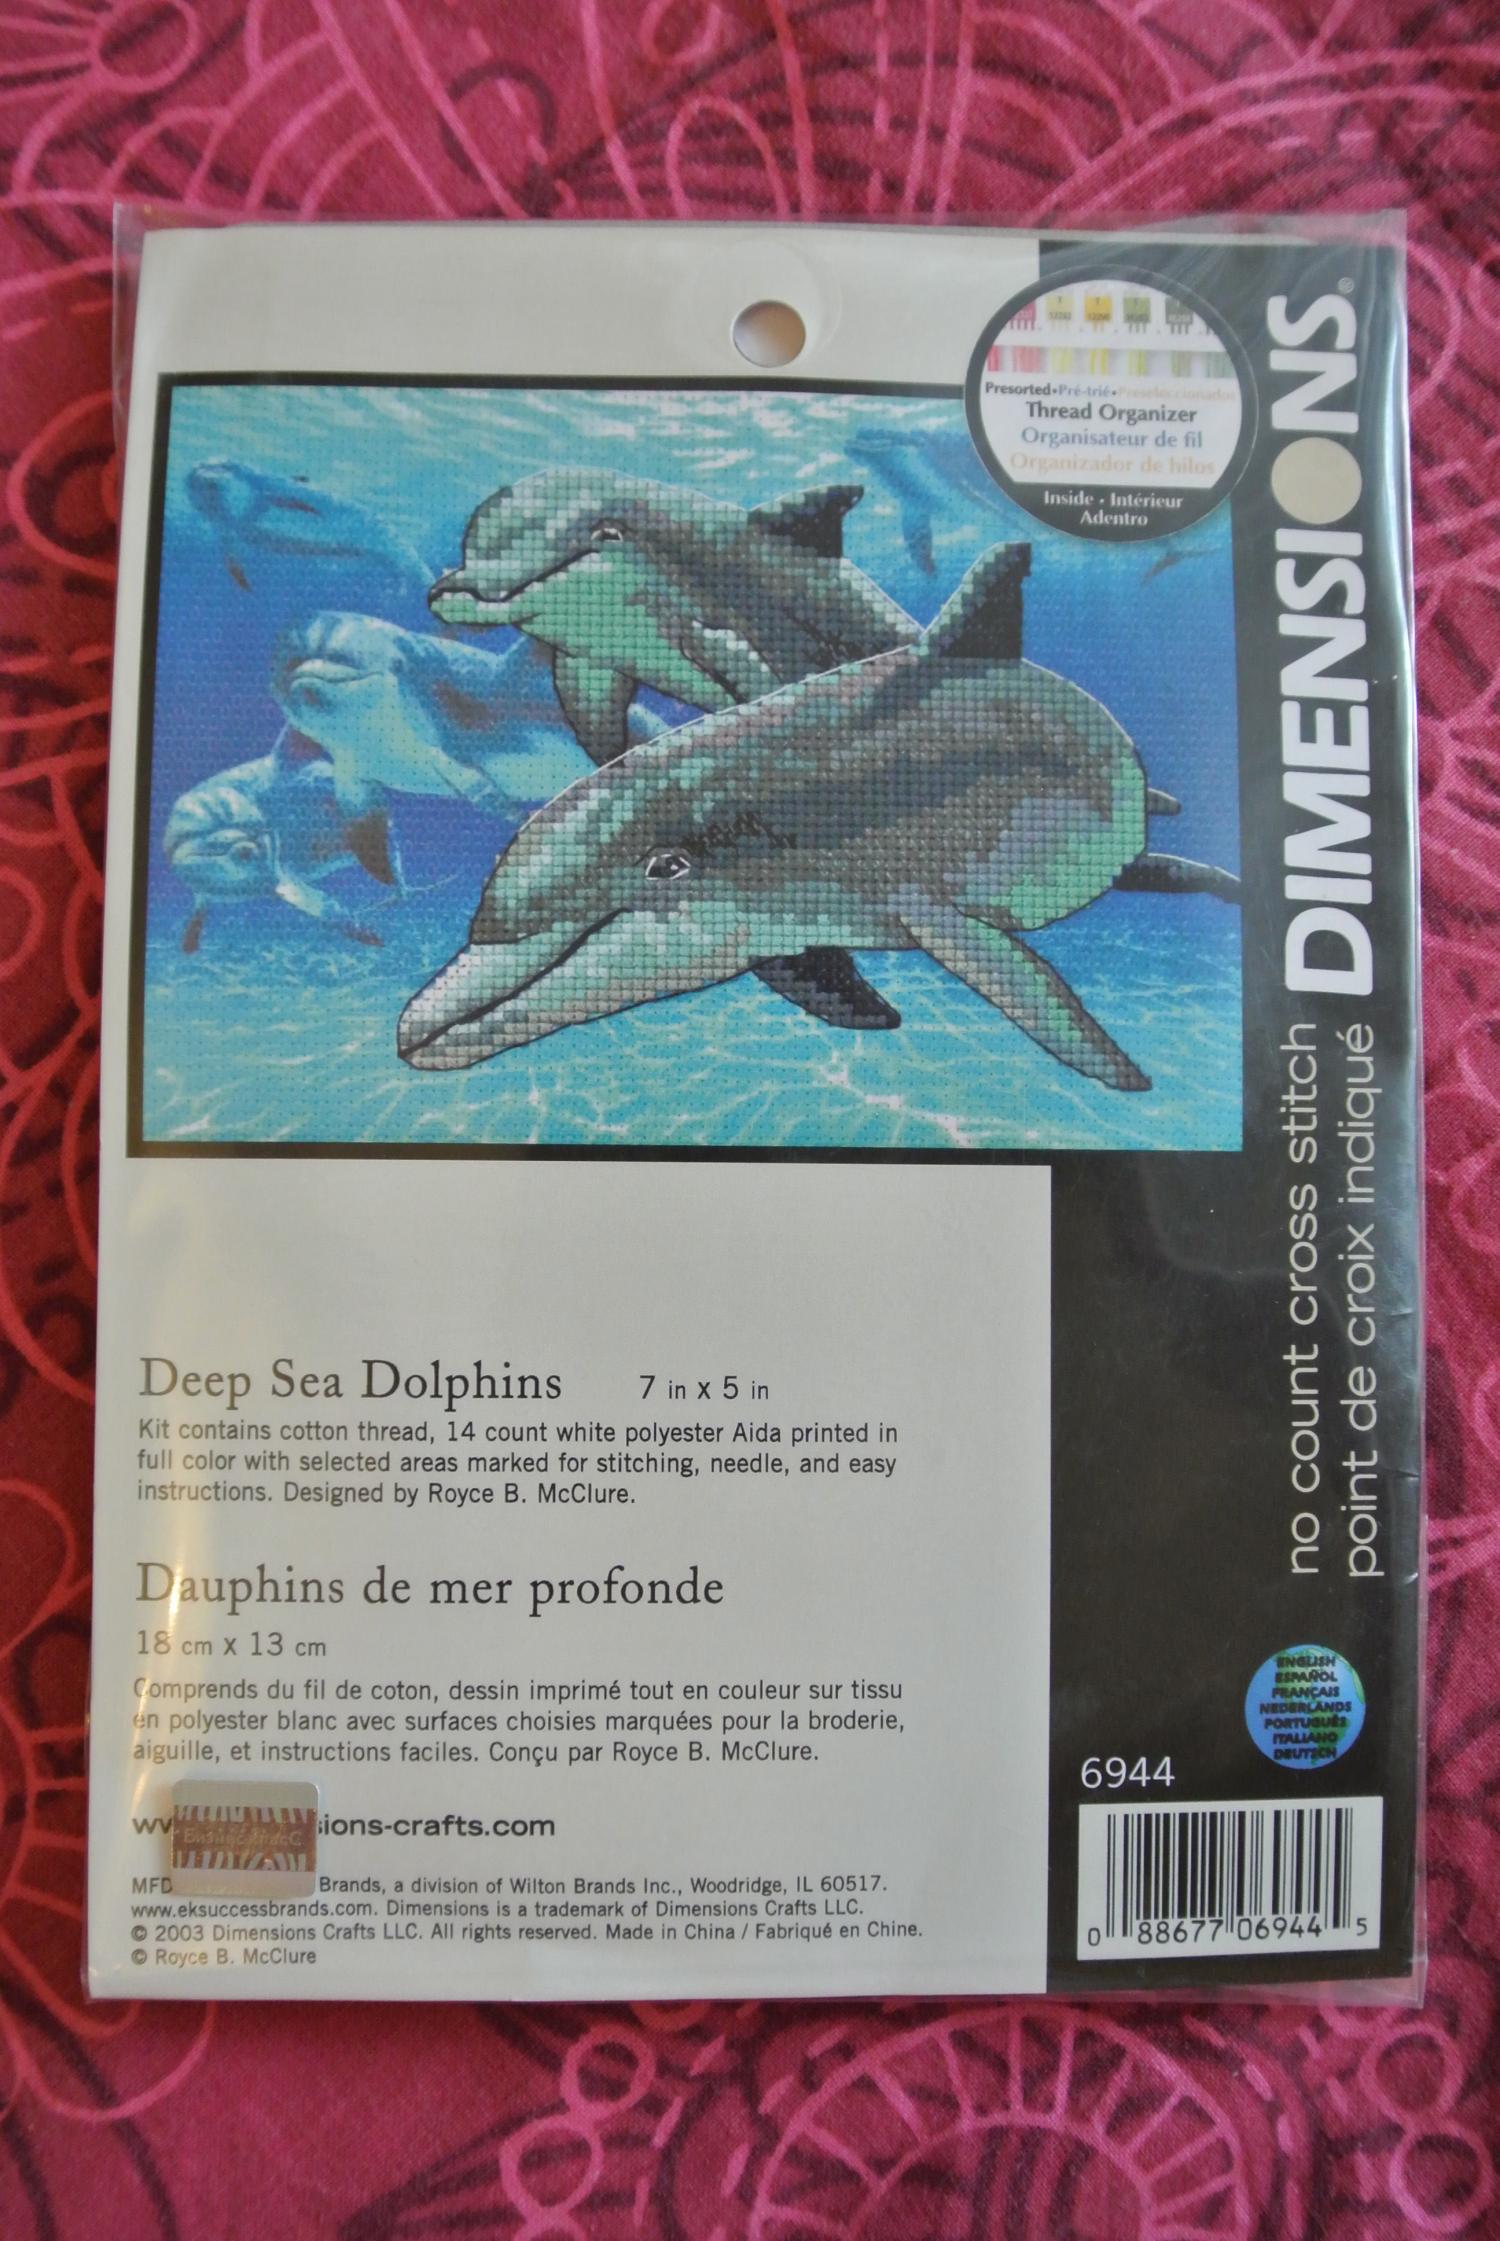 Presorted•Pré-trié•Preseleccionados
Thread Organizer
Organisateur de fil
Organizador de hilos
Inside • Intérieur
Adentro
DIMENSIONS®
no count cross stitch
point de croix indiqué
Deep Sea Dolphins 7 in x 5 in
Kit contains cotton thread, 14 count white polyester Aida printed in
full color with selected areas marked for stitching, needle, and easy
instructions. Designed by Royce B. McClure.
Dauphins de mer profonde
18 cm x 13 cm
Comprends du fil de coton, dessin imprimé tout en couleur sur tissu
en polyester blanc avec surfaces choisies marquées pour la broderie,
aiguille, et instructions faciles. Conçu par Royce B. McClure.
ions-crafts.com
Бизнес класс
MFD Brands, a division of Wilton Brands Inc., Woodridge, IL 60517.
www.eksuccessbrands.com. Dimensions is a trademark of Dimensions Crafts LLC.
© 2003 Dimensions Crafts LLC. All rights reserved. Made in China / Fabriqué en Chine.
© Royce B. McClure
ENGLISH
ESPAÑOL
FRANÇAIS
NEDERLANDS
PORTUGUÊS
ITALIANO
DEUTSCH
6944
0 88677 06944 5